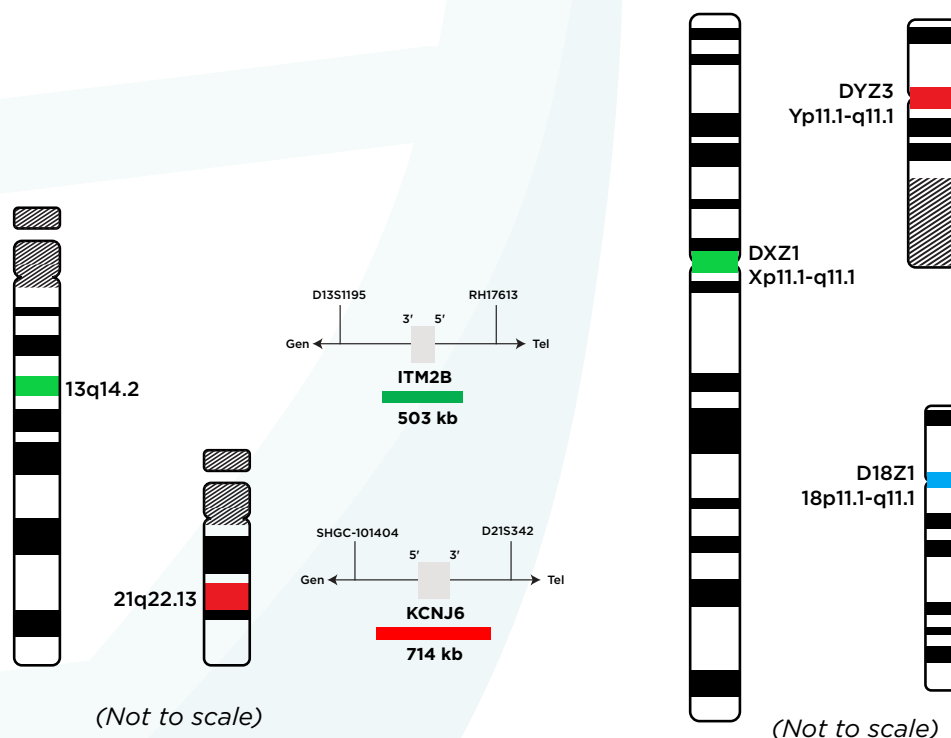 13q14.2
21q22.13
(Not to scale)
D13S1195
RH17613
3' 5'
Gen
Tel
ITM2B
503 kb
SHGC-101404
D21S342
5' 3'
Gen
Tel
KCNJ6
714 kb
DYZ3
Yp11.1-q11.1
DXZ1
Xp11.1-q11.1
D18Z1
18p11.1-q11.1
(Not to scale)